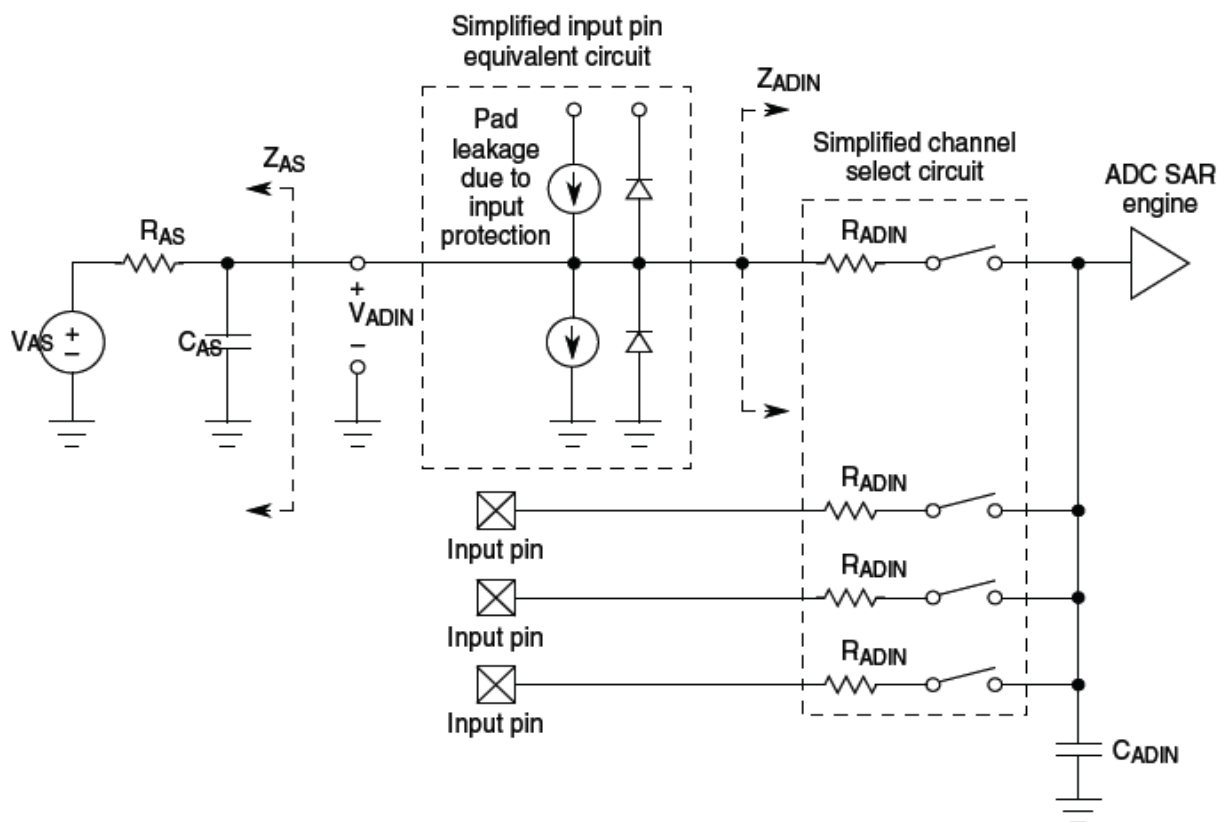 Simplified input pin
equivalent circuit
Pad
leakage
due to
input
protection
ZADIN
Simplified channel
select circuit
ADC SAR
engine
ZAS
RAS
RADIN
+
VADIN
−
VAS
+
−
CAS
RADIN
Input pin
RADIN
Input pin
RADIN
Input pin
CADIN